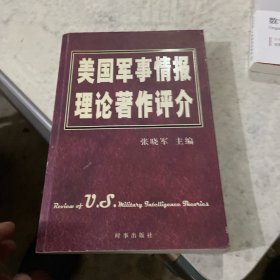 美国军事情报
理论著作评介
张晓军 主编
Review of U.S. Military Intelligence Theories
时事出版社